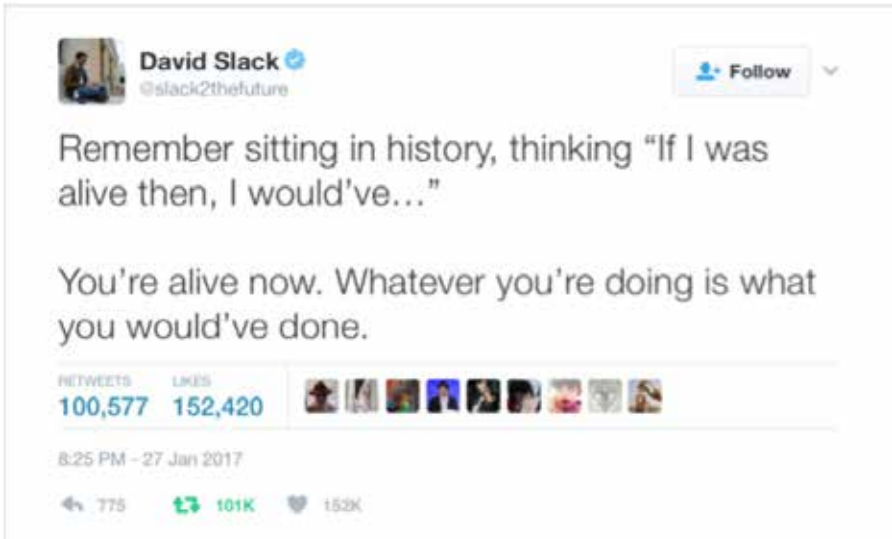 David Slack
@slack2thefuture
Follow
Remember sitting in history, thinking “If I was
alive then, I would’ve...”
You’re alive now. Whatever you’re doing is what
you would’ve done.
RETWEETS LIKES
100,577 152,420
8:25 PM - 27 Jan 2017
775 101K 152K